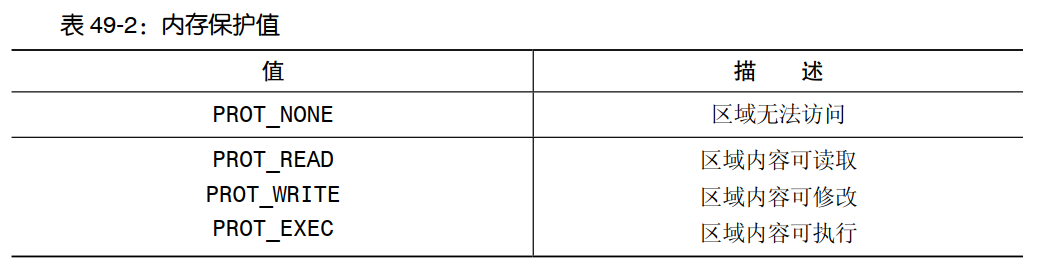 表 49-2：内存保护值
值 描 述
PROT_NONE 区域无法访问
PROT_READ 区域内容可读取
PROT_WRITE 区域内容可修改
PROT_EXEC 区域内容可执行